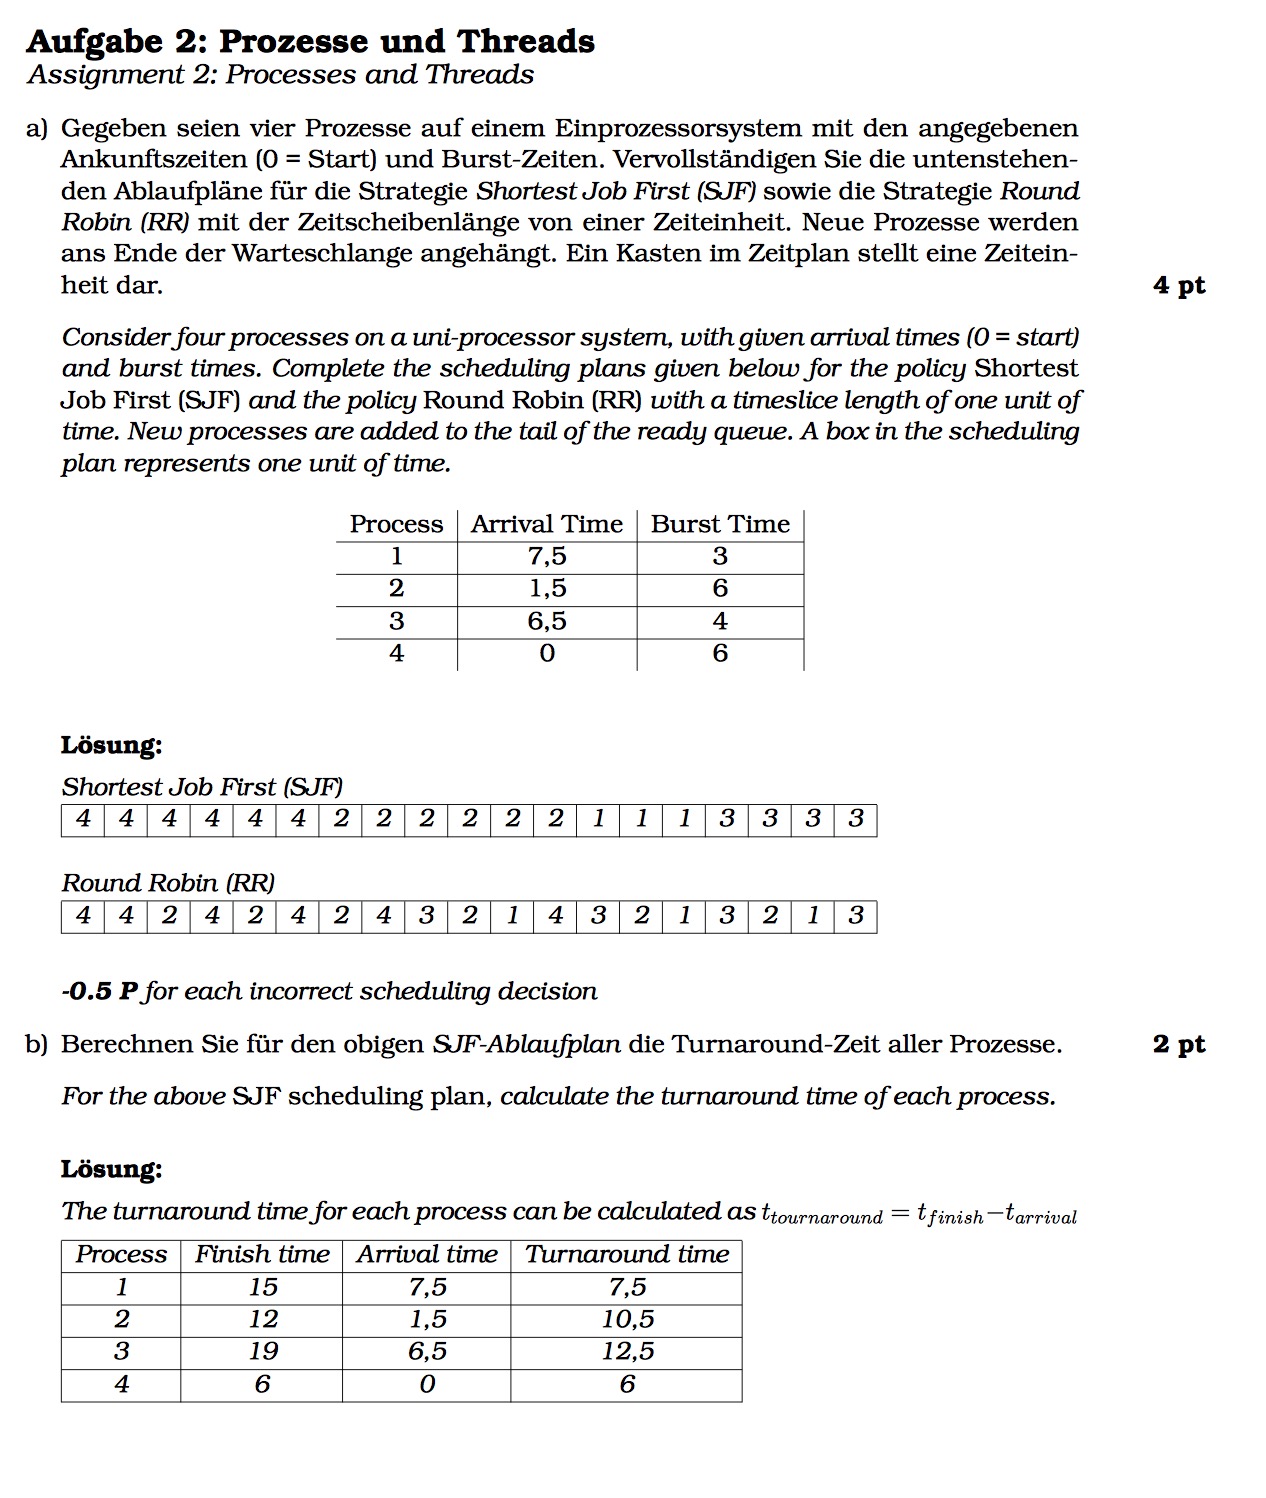 Aufgabe 2: Prozesse und Threads
Assignment 2: Processes and Threads
a) Gegeben seien vier Prozesse auf einem Einprozessorsystem mit den angegebenen
Ankunftszeiten (0 = Start) und Burst-Zeiten. Vervollständigen Sie die untenstehen-
den Ablaufpläne für die Strategie Shortest Job First (SJF) sowie die Strategie Round
Robin (RR) mit der Zeitscheibenlänge von einer Zeiteinheit. Neue Prozesse werden
ans Ende der Warteschlange angehängt. Ein Kasten im Zeitplan stellt eine Zeitein-
heit dar. 4 pt
Consider four processes on a uni-processor system, with given arrival times (0 = start)
and burst times. Complete the scheduling plans given below for the policy Shortest
Job First (SJF) and the policy Round Robin (RR) with a timeslice length of one unit of
time. New processes are added to the tail of the ready queue. A box in the scheduling
plan represents one unit of time.
Process Arrival Time Burst Time
1 7,5 3
2 1,5 6
3 6,5 4
4 0 6
Lösung:
Shortest Job First (SJF)
4 4 4 4 4 4 2 2 2 2 2 2 1 1 1 3 3 3 3
Round Robin (RR)
4 4 2 4 2 4 2 4 3 2 1 4 3 2 1 3 2 1 3
-0.5 P for each incorrect scheduling decision
b) Berechnen Sie für den obigen SJF-Ablaufplan die Turnaround-Zeit aller Prozesse. 2 pt
For the above SJF scheduling plan, calculate the turnaround time of each process.
Lösung:
The turnaround time for each process can be calculated as t_tournaround = t_finish − t_arrival
Process Finish time Arrival time Turnaround time
1 15 7,5 7,5
2 12 1,5 10,5
3 19 6,5 12,5
4 6 0 6